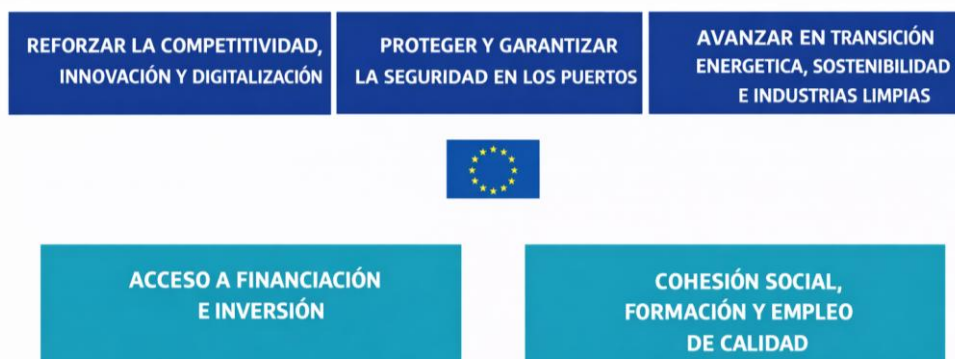 REFORZAR LA COMPETITIVIDAD,
INNOVACIÓN Y DIGITALIZACIÓN
PROTEGER Y GARANTIZAR
LA SEGURIDAD EN LOS PUERTOS
AVANZAR EN TRANSICIÓN
ENERGETICA, SOSTENIBILIDAD
E INDUSTRIAS LIMPIAS
ACCESO A FINANCIACIÓN
E INVERSIÓN
COHESIÓN SOCIAL,
FORMACIÓN Y EMPLEO
DE CALIDAD